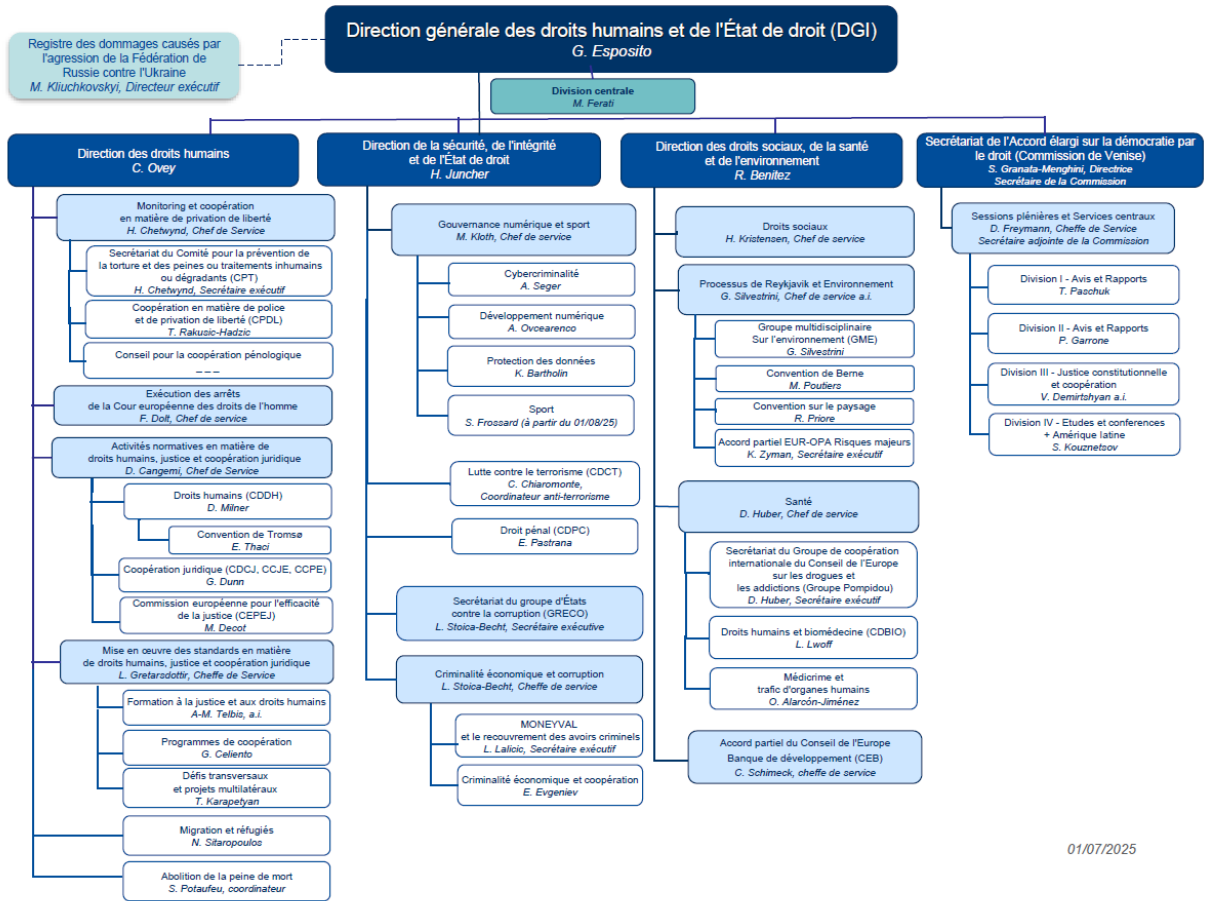 Direction générale des droits humains et de l'État de droit (DGI)
G. Esposito
Registre des dommages causés par
l'agression de la Fédération de
Russie contre l'Ukraine
M. Kliuchkovskyi, Directeur exécutif
Division centrale
M. Ferati
Direction des droits humains
C. Ovey
Monitoring et coopération
en matière de privation de liberté
H. Chetwynd, Chef de Service
Secrétariat du Comité pour la prévention de
la torture et des peines ou traitements inhumains
ou dégradants (CPT)
H. Chetwynd, Secrétaire exécutif
Coopération en matière de police
et de privation de liberté (CPDL)
T. Rakusic-Hadzic
Conseil pour la coopération pénologique
_ _ _
Exécution des arrêts
de la Cour européenne des droits de l'homme
F. Dolt, Chef de service
Activités normatives en matière de
droits humains, justice et coopération juridique
D. Cangemi, Chef de Service
Droits humains (CDDH)
D. Milner
Convention de Tromsø
E. Thaci
Coopération juridique (CDCJ, CCJE, CCPE)
G. Dunn
Commission européenne pour l'efficacité
de la justice (CEPEJ)
M. Decot
Mise en œuvre des standards en matière
de droits humains, justice et coopération juridique
L. Gretarsdottir, Cheffe de Service
Formation à la justice et aux droits humains
A-M. Telbis, a.i.
Programmes de coopération
G. Celiento
Défis transversaux
et projets multilatéraux
T. Karapetyan
Migration et réfugiés
N. Sitaropoulos
Abolition de la peine de mort
S. Potaufeu, coordinateur
Direction de la sécurité, de l'intégrité
et de l'État de droit
H. Juncher
Gouvernance numérique et sport
M. Kloth, Chef de service
Cybercriminalité
A. Seger
Développement numérique
A. Ovcearenco
Protection des données
K. Bartholin
Sport
S. Frossard (à partir du 01/08/25)
Lutte contre le terrorisme (CDCT)
C. Chiaromonte,
Coordinateur anti-terrorisme
Droit pénal (CDPC)
E. Pastrana
Secrétariat du groupe d'États
contre la corruption (GRECO)
L. Stoica-Becht, Secrétaire exécutive
Criminalité économique et corruption
L. Stoica-Becht, Cheffe de service
MONEYVAL
et le recouvrement des avoirs criminels
L. Lalicic, Secrétaire exécutif
Criminalité économique et coopération
E. Evgeniev
Direction des droits sociaux, de la santé
et de l'environnement
R. Benitez
Droits sociaux
H. Kristensen, Chef de service
Processus de Reykjavik et Environnement
G. Silvestrini, Chef de service a.i.
Groupe multidisciplinaire
Sur l'environnement (GME)
G. Silvestrini
Convention de Berne
M. Poutiers
Convention sur le paysage
R. Priore
Accord partiel EUR-OPA Risques majeurs
K. Zyman, Secrétaire exécutif
Santé
D. Huber, Chef de service
Secrétariat du Groupe de coopération
internationale du Conseil de l'Europe
sur les drogues et
les addictions (Groupe Pompidou)
D. Huber, Secrétaire exécutif
Droits humains et biomédecine (CDBIO)
L. Lwoff
Médicrime et
trafic d'organes humains
O. Alarcón-Jiménez
Accord partiel du Conseil de l'Europe
Banque de développement (CEB)
C. Schimeck, cheffe de service
Secrétariat de l'Accord élargi sur la démocratie par
le droit (Commission de Venise)
S. Granata-Menghini, Directrice
Secrétaire de la Commission
Sessions plénières et Services centraux
D. Freymann, Cheffe de Service
Secrétaire adjointe de la Commission
Division I - Avis et Rapports
T. Paschuk
Division II - Avis et Rapports
P. Garrone
Division III - Justice constitutionnelle
et coopération
V. Demirtshyan a.i.
Division IV - Etudes et conferences
+ Amérique latine
S. Kouznetsov
01/07/2025